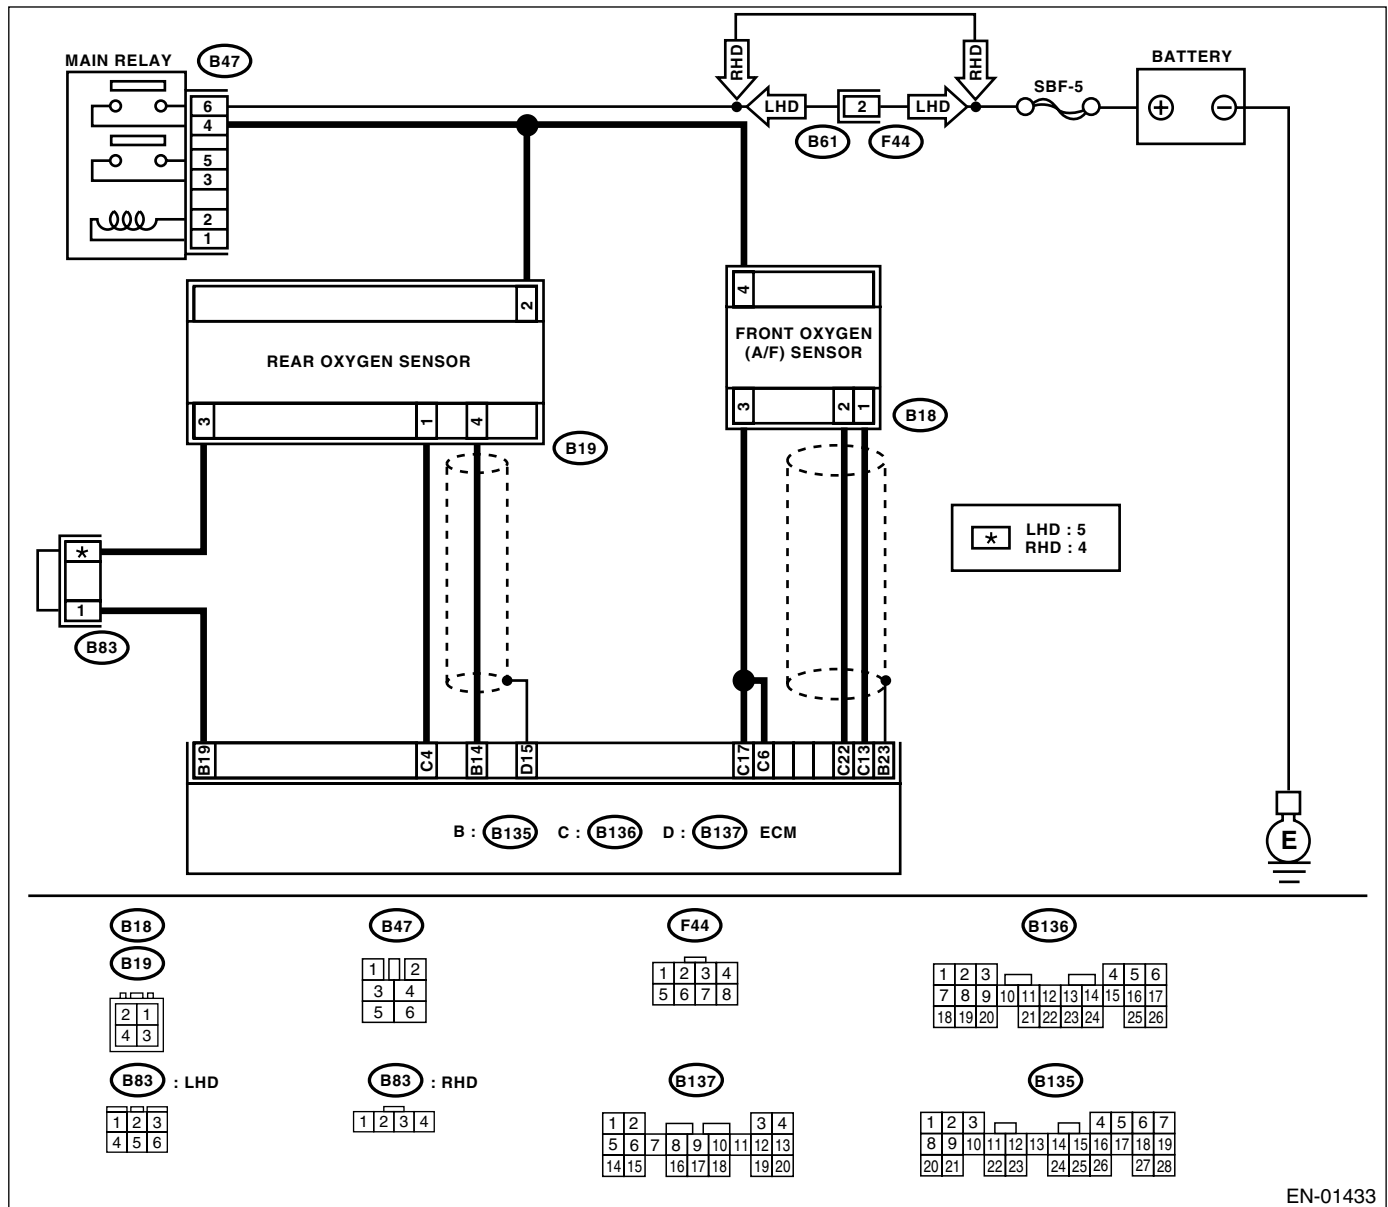 MAIN RELAY
B47
6
4
5
3
2
1
RHD
RHD
LHD
2
LHD
B61
F44
SBF-5
BATTERY
+
−
2
REAR OXYGEN SENSOR
3
1
4
B19
4
FRONT OXYGEN
(A/F) SENSOR
3
2
1
B18
*
1
B83
* LHD : 5
RHD : 4
B19
C4
B14
D15
C17
C6
C22
C13
B23
B : B135 C : B136 D : B137 ECM
E
B18
B19
2 1
4 3
B47
1 2
3 4
5 6
F44
1 2 3 4
5 6 7 8
B136
1 2 3 4 5 6
7 8 9 10 11 12 13 14 15 16 17
18 19 20 21 22 23 24 25 26
B83 : LHD
1 2 3
4 5 6
B83 : RHD
1 2 3 4
B137
1 2 3 4
5 6 7 8 9 10 11 12 13
14 15 16 17 18 19 20
B135
1 2 3 4 5 6 7
8 9 10 11 12 13 14 15 16 17 18 19
20 21 22 23 24 25 26 27 28
EN-01433